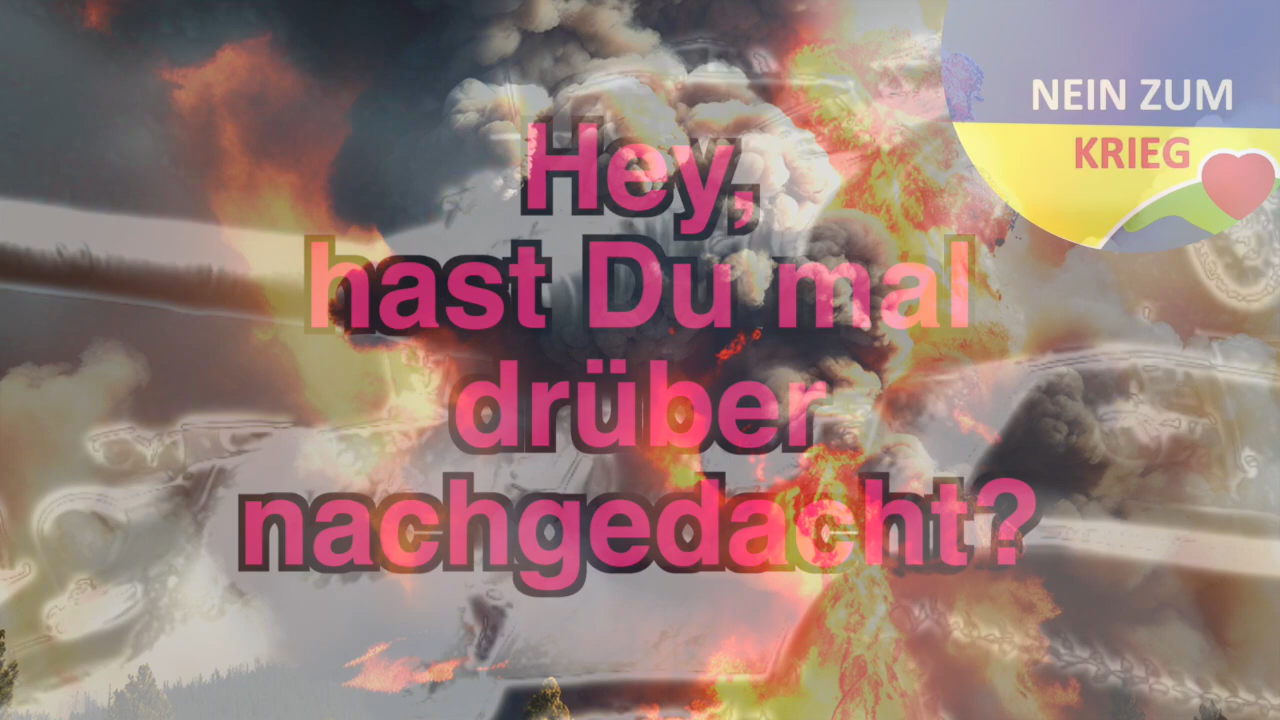 NEIN ZUM
KRIEG
Hey,
hast Du mal
drüber
nachgedacht?